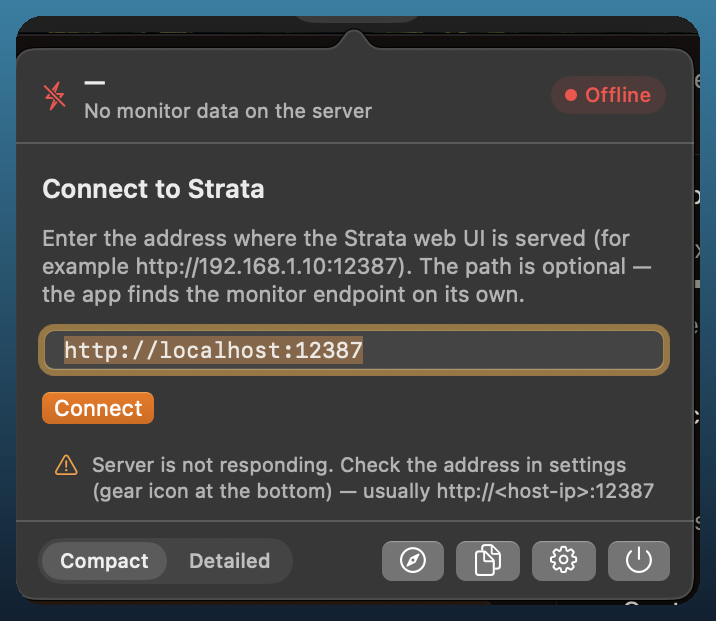 —
No monitor data on the server
Offline
Connect to Strata
Enter the address where the Strata web UI is served (for
example http://192.168.1.10:12387). The path is optional —
the app finds the monitor endpoint on its own.
http://localhost:12387
Connect
Server is not responding. Check the address in settings
(gear icon at the bottom) — usually http://<host-ip>:12387
Compact
Detailed